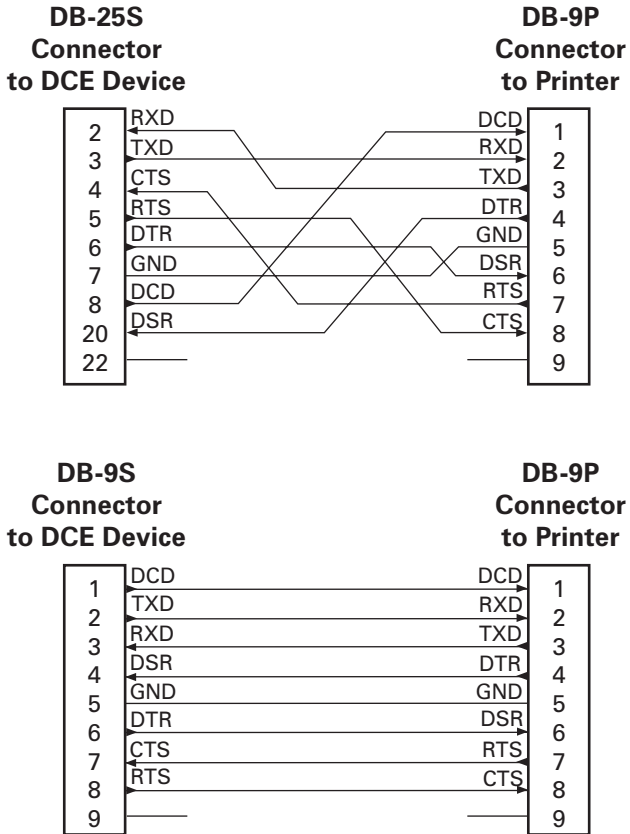 DB-25S
Connector
to DCE Device
DB-9P
Connector
to Printer
2 RXD DCD 1
3 TXD RXD 2
4 CTS TXD 3
5 RTS DTR 4
6 DTR GND 5
7 GND DSR 6
8 DCD RTS 7
20 DSR CTS 8
22 9
DB-9S
Connector
to DCE Device
DB-9P
Connector
to Printer
1 DCD DCD 1
2 TXD RXD 2
3 RXD TXD 3
4 DSR DTR 4
5 GND GND 5
6 DTR DSR 6
7 CTS RTS 7
8 RTS CTS 8
9 9